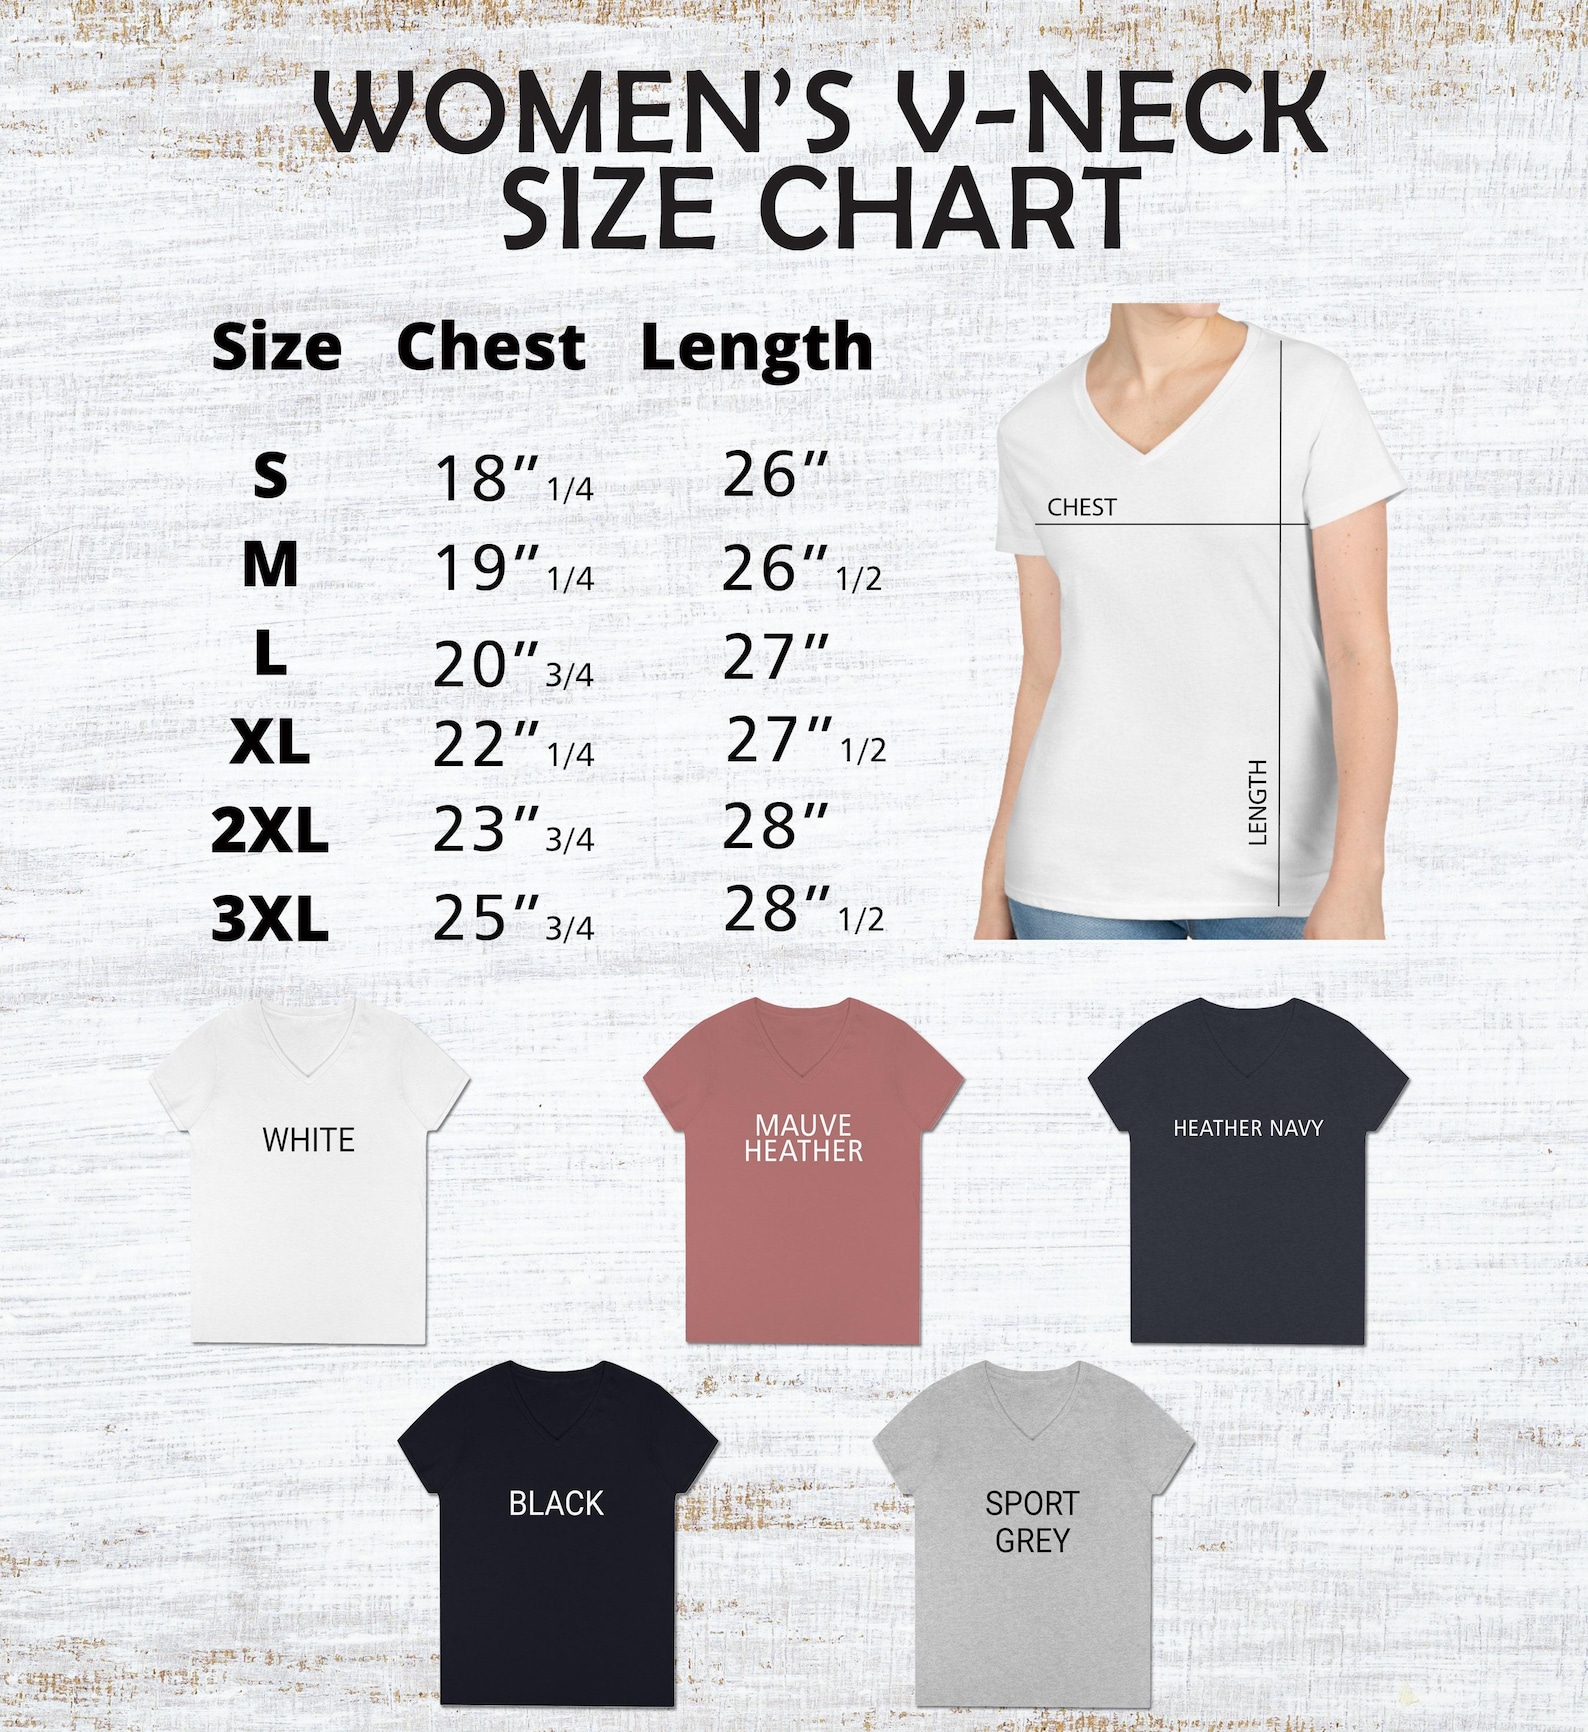 WOMEN'S V-NECK
SIZE CHART
Size Chest Length
S 18" 1/4 26"
M 19" 1/4 26" 1/2
L 20" 3/4 27"
XL 22" 1/4 27" 1/2
2XL 23" 3/4 28"
3XL 25" 3/4 28" 1/2
CHEST
LENGTH
WHITE
MAUVE
HEATHER
HEATHER NAVY
BLACK
SPORT
GREY